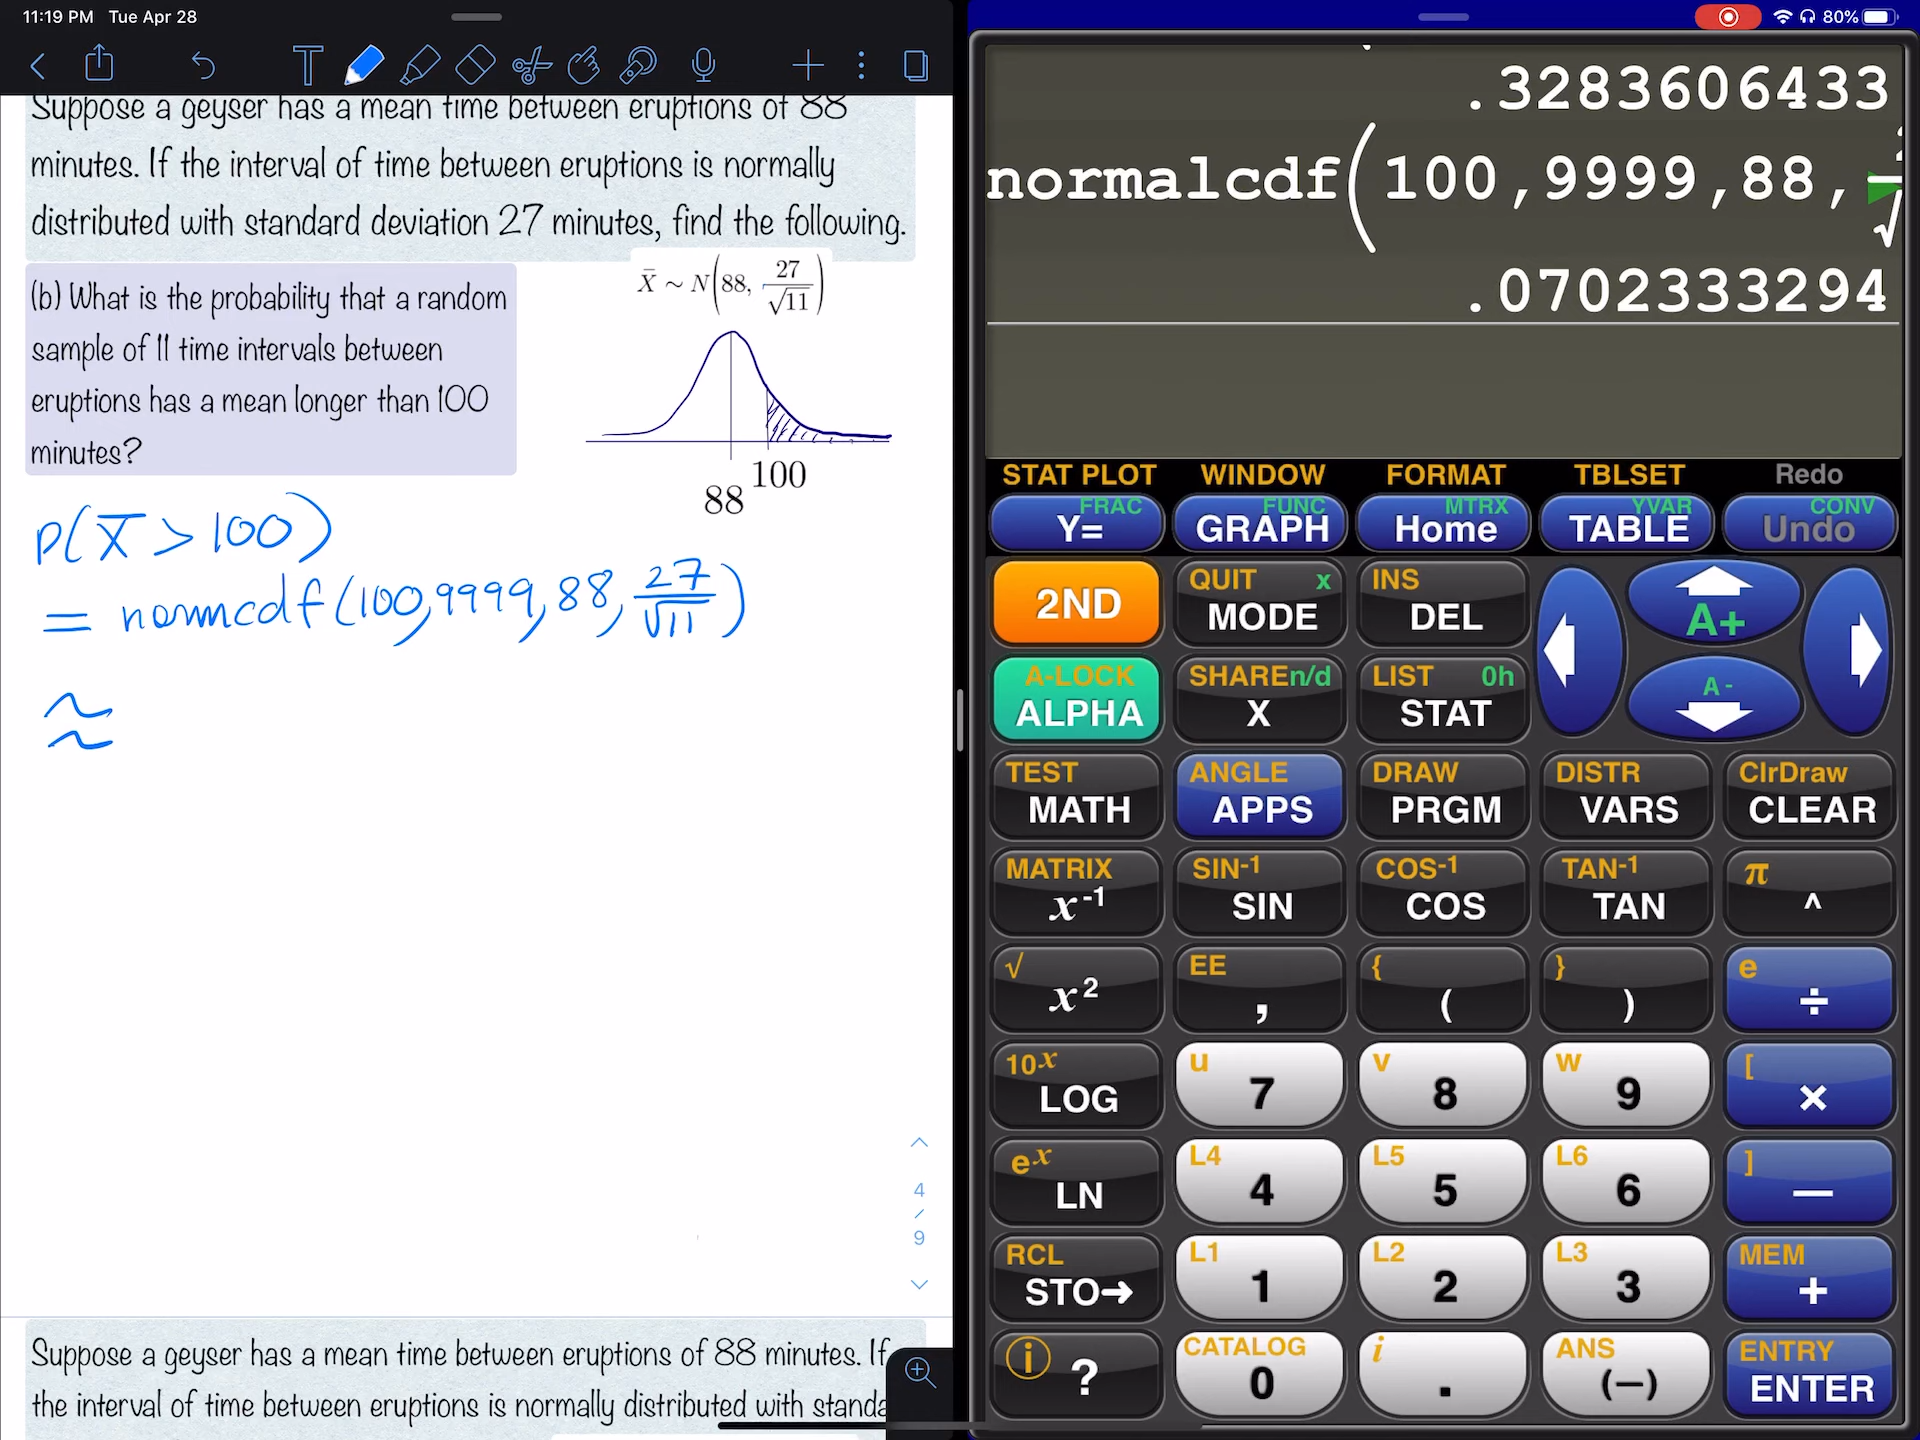 11:19 PM Tue Apr 28
80%
Suppose a geyser has a mean time between eruptions of 88
minutes. If the interval of time between eruptions is normally
distributed with standard deviation 27 minutes, find the following.
(b) What is the probability that a random
sample of 11 time intervals between
eruptions has a mean longer than 100
minutes?
X̄ ~ N(88, 27/√11)
88
100
P(X̄ > 100)
= normcdf(100,9999,88, 27/√11)
≈
4
/
9
Suppose a geyser has a mean time between eruptions of 88 minutes. If
the interval of time between eruptions is normally distributed with standa
.3283606433
normalcdf(100,9999,88,
.0702333294
STAT PLOT WINDOW FORMAT TBLSET Redo
FRAC FUNC MTRX YVAR CONV
Y= GRAPH Home TABLE Undo
2ND QUIT x MODE INS DEL A+
A-LOCK ALPHA SHARE n/d X LIST 0h STAT A-
TEST ANGLE DRAW DISTR ClrDraw
MATH APPS PRGM VARS CLEAR
MATRIX SIN⁻¹ COS⁻¹ TAN⁻¹ π
x⁻¹ SIN COS TAN ^
√ EE { } e
x² , ( ) ÷
10ˣ u v w [
LOG 7 8 9 ×
eˣ L4 L5 L6 ]
LN 4 5 6 —
RCL L1 L2 L3 MEM
STO➔ 1 2 3 +
i CATALOG i ANS ENTRY
? 0 . (—) ENTER